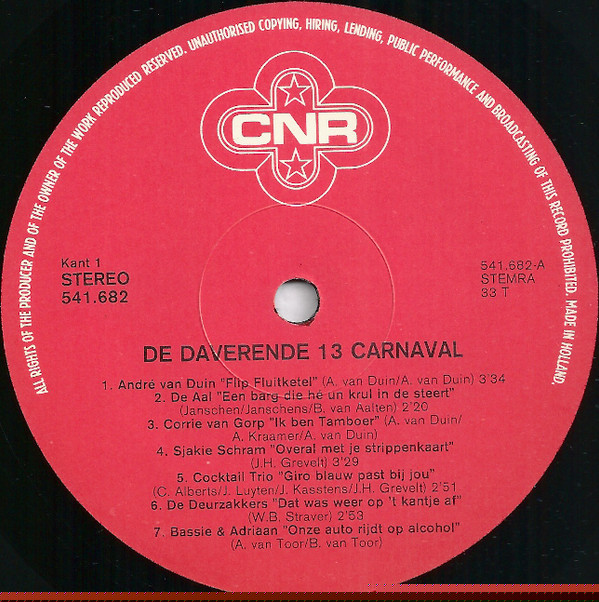 ALL RIGHTS OF THE PRODUCER AND OF THE OWNER OF THE WORK REPRODUCED RESERVED. UNAUTHORISED COPYING, HIRING, LENDING, PUBLIC PERFORMANCE AND BROADCASTING OF THIS RECORD PROHIBITED. MADE IN HOLLAND.
CNR
Kant 1
STEREO
541.682
541.682-A
STEMRA
33 T
DE DAVERENDE 13 CARNAVAL
1. André van Duin "Flip Fluitketel" (A. van Duin/A. van Duin) 3'34
2. De Aal "Een barg die hé un krul in de steert"
(Janschen/Janschens/B. van Aalten) 2'20
3. Corrie van Gorp "Ik ben Tamboer" (A. van Duin/
A. Kraamer/A. van Duin)
4. Sjakie Schram "Overal met je strippenkaart"
(J.H. Grevelt) 3'29
5. Cocktail Trio "Giro blauw past bij jou"
(C. Alberts/J. Luyten/J. Kasstens/J.H. Grevelt) 2'51
6. De Deurzakkers "Dat was weer op 't kantje af"
(W.B. Straver) 2'53
7. Bassie & Adriaan "Onze auto rijdt op alcohol"
(A. van Toor/B. van Toor)